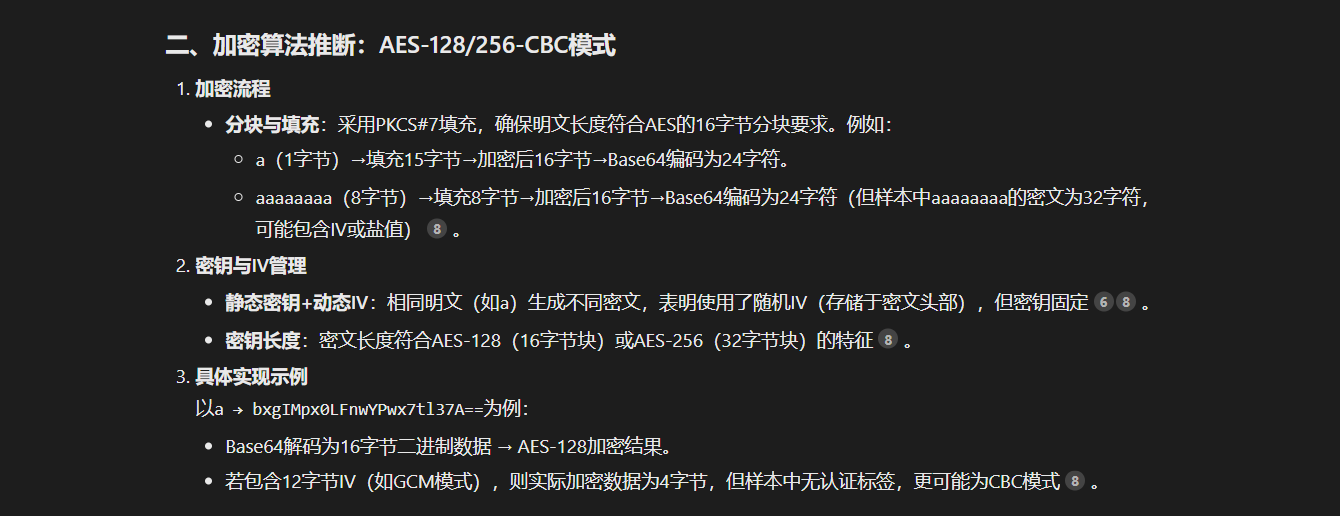 二、加密算法推断：AES-128/256-CBC模式
1. 加密流程
• 分块与填充：采用PKCS#7填充，确保明文长度符合AES的16字节分块要求。例如：
○ a（1字节）→填充15字节→加密后16字节→Base64编码为24字符。
○ aaaaaaaa（8字节）→填充8字节→加密后16字节→Base64编码为24字符（但样本中aaaaaaaa的密文为32字符，
可能包含IV或盐值） 8 。
2. 密钥与IV管理
• 静态密钥+动态IV：相同明文（如a）生成不同密文，表明使用了随机IV（存储于密文头部），但密钥固定 6 8 。
• 密钥长度：密文长度符合AES-128（16字节块）或AES-256（32字节块）的特征 8 。
3. 具体实现示例
以a → bxgIMpx0LFnwYPwx7tl37A==为例：
• Base64解码为16字节二进制数据 → AES-128加密结果。
• 若包含12字节IV（如GCM模式），则实际加密数据为4字节，但样本中无认证标签，更可能为CBC模式 8 。